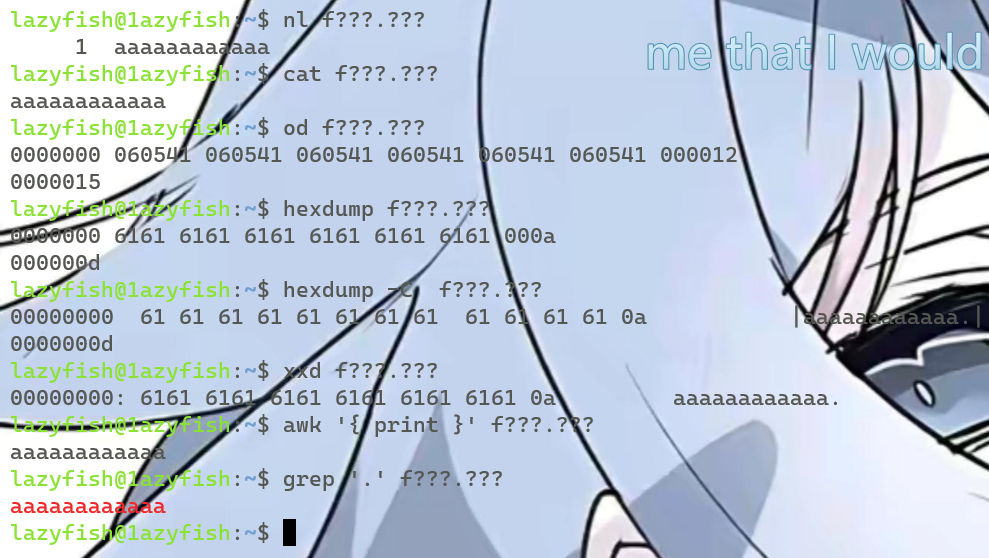 lazyfish@1azyfish:~$ nl f???.???
     1  aaaaaaaaaaaa
me that I would
lazyfish@1azyfish:~$ cat f???.???
aaaaaaaaaaaa
lazyfish@1azyfish:~$ od f???.???
0000000 060541 060541 060541 060541 060541 060541 000012
0000015
lazyfish@1azyfish:~$ hexdump f???.???
0000000 6161 6161 6161 6161 6161 6161 000a
000000d
lazyfish@1azyfish:~$ hexdump -C  f???.???
00000000  61 61 61 61 61 61 61 61  61 61 61 61 0a           |aaaaaaaaaaaa.|
0000000d
lazyfish@1azyfish:~$ xxd f???.???
00000000: 6161 6161 6161 6161 6161 6161 0a         aaaaaaaaaaaa.
lazyfish@1azyfish:~$ awk '{ print }' f???.???
aaaaaaaaaaaa
lazyfish@1azyfish:~$ grep '.' f???.???
aaaaaaaaaaaa
lazyfish@1azyfish:~$